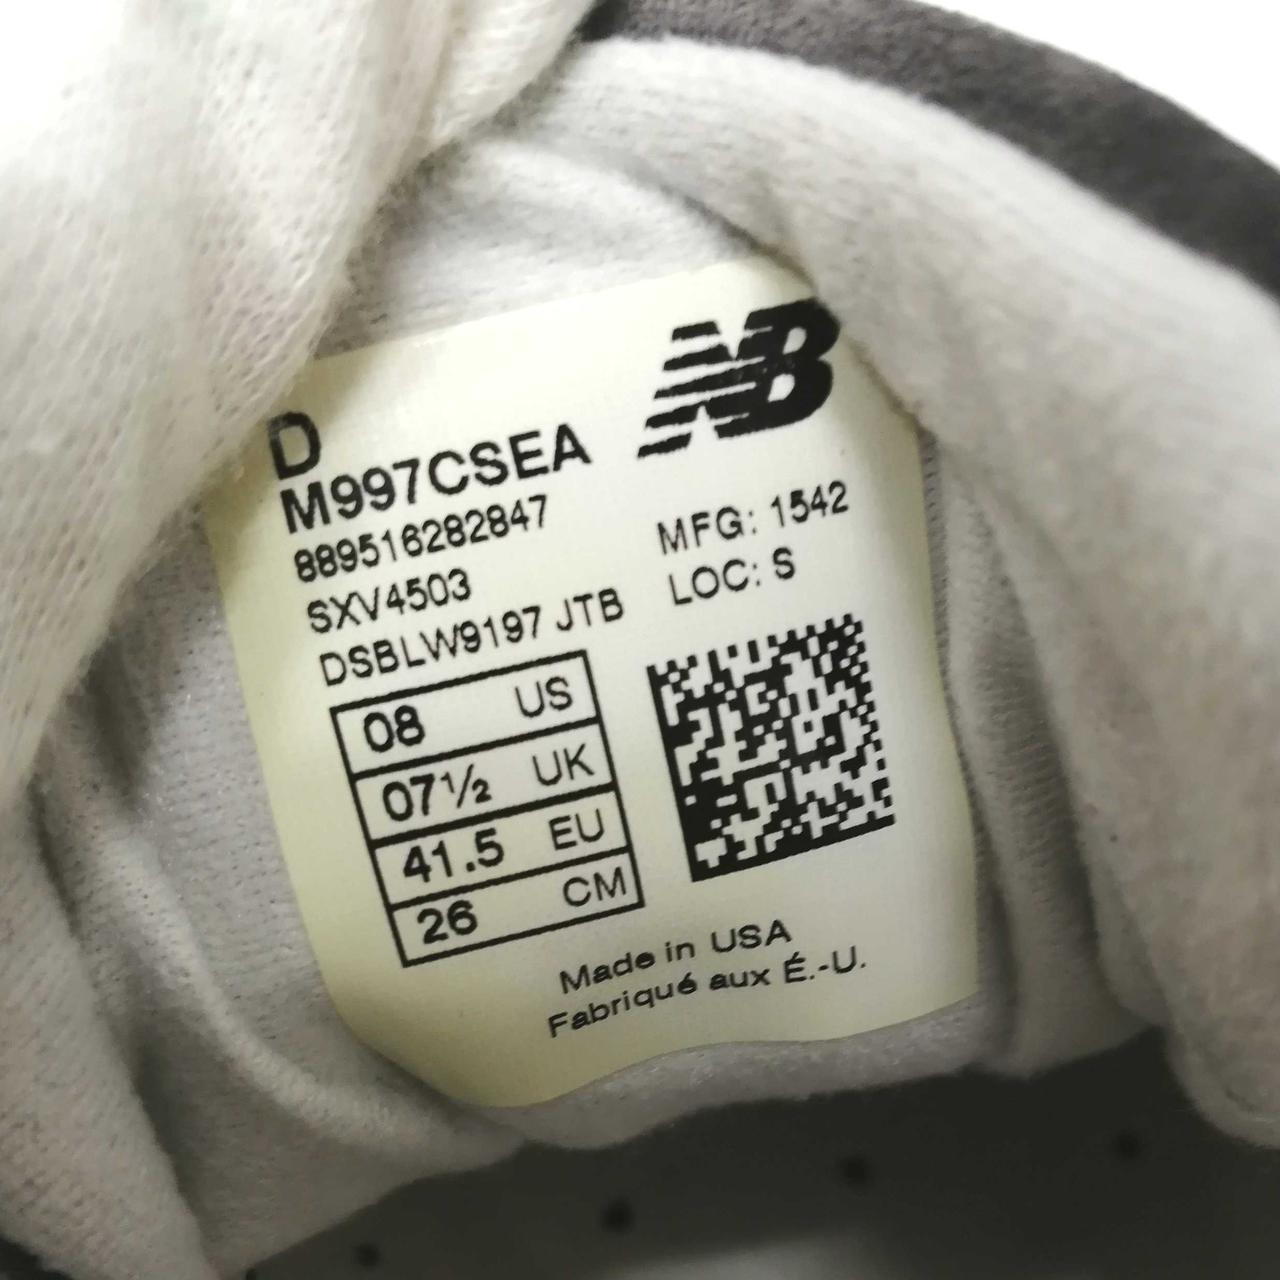 NB
D
M997CSEA
889516282847
MFG: 1542
SXV4503
LOC: S
DSBLW9197 JTB
08 US
07½ UK
41.5 EU
26 CM
Made in USA
Fabriqué aux É.-U.